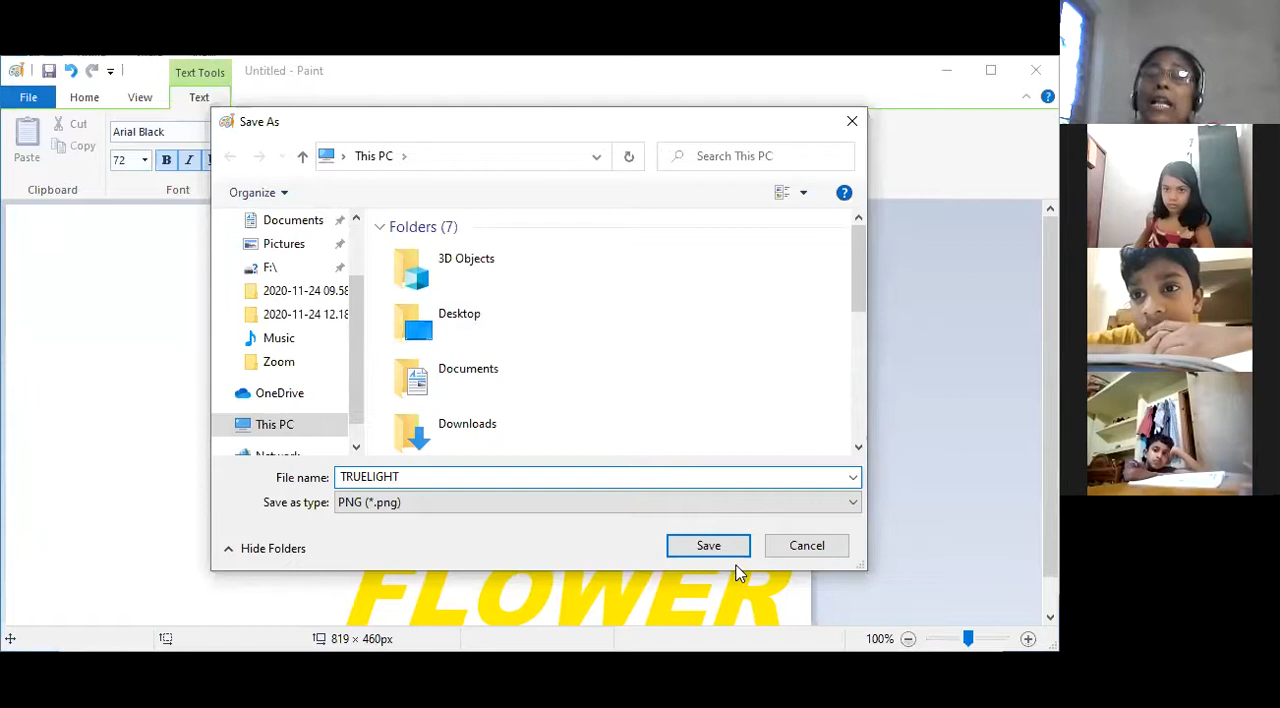 Text Tools
Untitled - Paint
File
Home
View
Text
Paste
Cut
Copy
Clipboard
Arial Black
72
B
I
Font
Save As
This PC
Search This PC
Organize
Documents
Pictures
F:\
2020-11-24 09.58
2020-11-24 12.18
Music
Zoom
OneDrive
This PC
Network
Folders (7)
3D Objects
Desktop
Documents
Downloads
File name: TRUELIGHT
Save as type: PNG (*.png)
Hide Folders
Save
Cancel
FLOWER
819 × 460px
100%